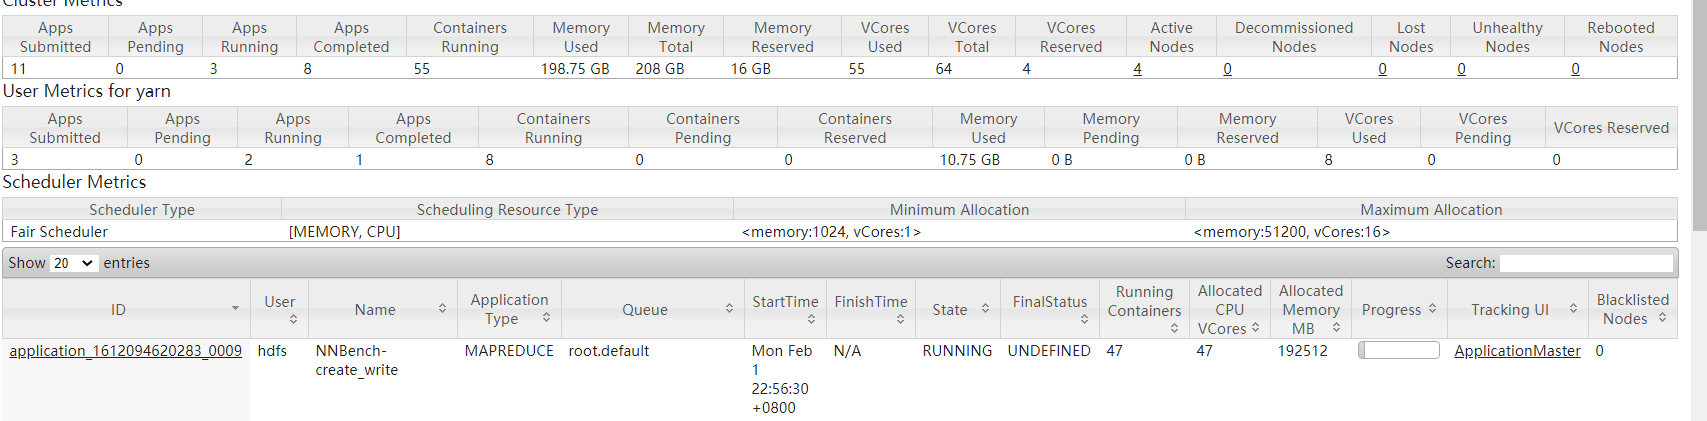 Cluster Metrics
Apps Submitted Apps Pending Apps Running Apps Completed Containers Running Memory Used Memory Total Memory Reserved VCores Used VCores Total VCores Reserved Active Nodes Decommissioned Nodes Lost Nodes Unhealthy Nodes Rebooted Nodes
11 0 3 8 55 198.75 GB 208 GB 16 GB 55 64 4 4 0 0 0 0
User Metrics for yarn
Apps Submitted Apps Pending Apps Running Apps Completed Containers Running Containers Pending Containers Reserved Memory Used Memory Pending Memory Reserved VCores Used VCores Pending VCores Reserved
3 0 2 1 8 0 0 10.75 GB 0 B 0 B 8 0 0
Scheduler Metrics
Scheduler Type Scheduling Resource Type Minimum Allocation Maximum Allocation
Fair Scheduler [MEMORY, CPU] <memory:1024, vCores:1> <memory:51200, vCores:16>
Show 20 entries Search:
ID User Name Application Type Queue StartTime FinishTime State FinalStatus Running Containers Allocated CPU VCores Allocated Memory MB Progress Tracking UI Blacklisted Nodes
application_1612094620283_0009 hdfs NNBench-create_write MAPREDUCE root.default Mon Feb 1 22:56:30 +0800 N/A RUNNING UNDEFINED 47 47 192512 ApplicationMaster 0